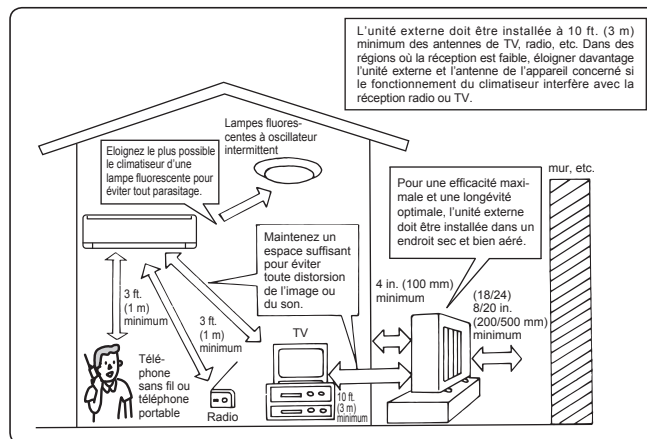 L'unité externe doit être installée à 10 ft. (3 m)
minimum des antennes de TV, radio, etc. Dans des
régions où la réception est faible, éloigner davantage
l'unité externe et l'antenne de l'appareil concerné si
le fonctionnement du climatiseur interfère avec la
réception radio ou TV.
Lampes fluores-
centes à oscillateur
intermittent
Eloignez le plus possible
le climatiseur d'une
lampe fluorescente pour
éviter tout parasitage.
mur, etc.
Pour une efficacité maxi-
male et une longévité
optimale, l'unité externe
doit être installée dans un
endroit sec et bien aéré.
Maintenez un
espace suffisant
pour éviter
toute distorsion
de l'image ou
du son.
4 in. (100 mm)
minimum
(18/24)
8/20 in.
(200/500 mm)
minimum
3 ft.
(1 m)
minimum
3 ft.
(1 m)
minimum
TV
Télé-
phone
sans fil ou
téléphone
portable
Radio
10 ft.
(3 m)
minimum